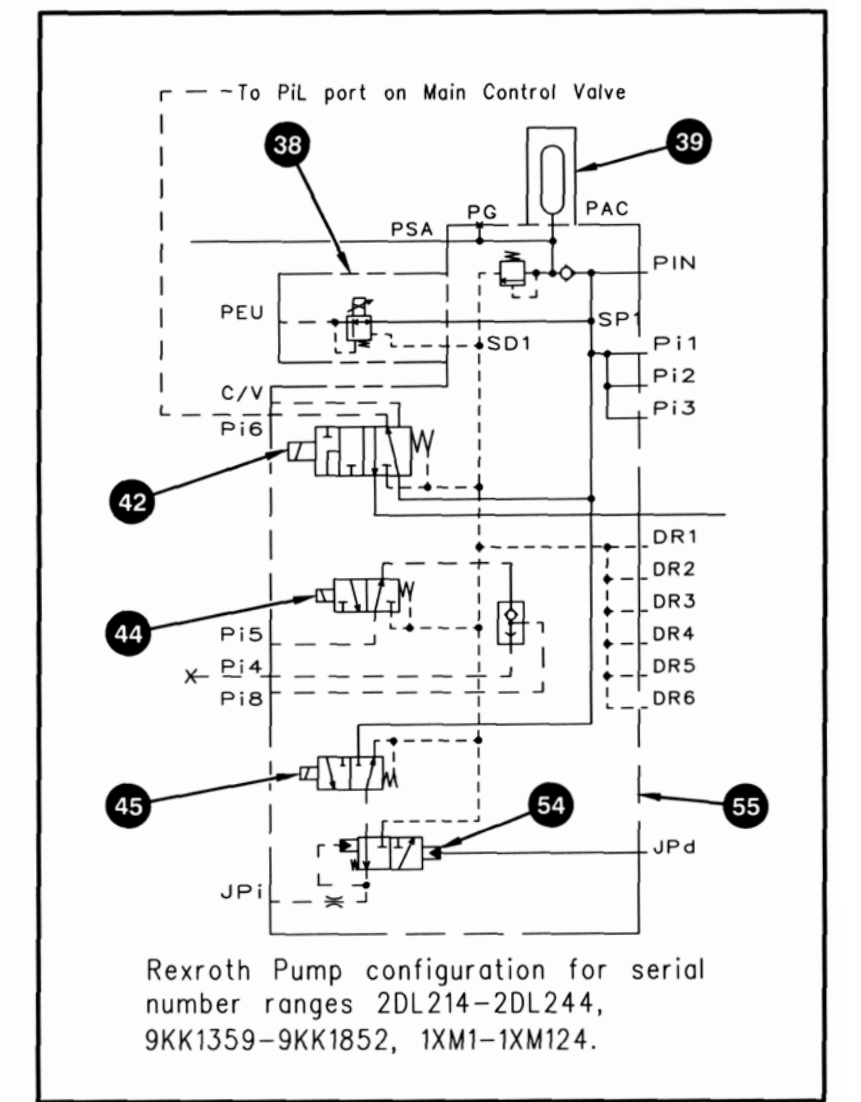 To PiL port on Main Control Valve
38
39
PG
PAC
PSA
PIN
PEU
SP1
SD1
Pi1
Pi2
Pi3
C/V
Pi6
42
DR1
DR2
44
DR3
Pi5
DR4
Pi4
DR5
Pi8
DR6
45
54
55
JPd
JPi
Rexroth Pump configuration for serial
number ranges 2DL214-2DL244,
9KK1359-9KK1852, 1XM1-1XM124.